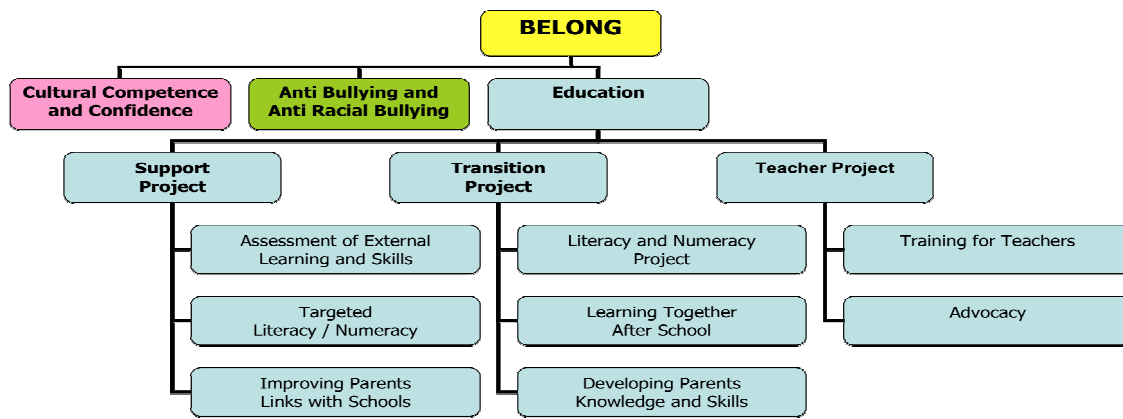 BELONG
Cultural Competence
and Confidence
Anti Bullying and
Anti Racial Bullying
Education
Support
Project
Transition
Project
Teacher Project
Assessment of External
Learning and Skills
Literacy and Numeracy
Project
Training for Teachers
Targeted
Literacy / Numeracy
Learning Together
After School
Advocacy
Improving Parents
Links with Schools
Developing Parents
Knowledge and Skills